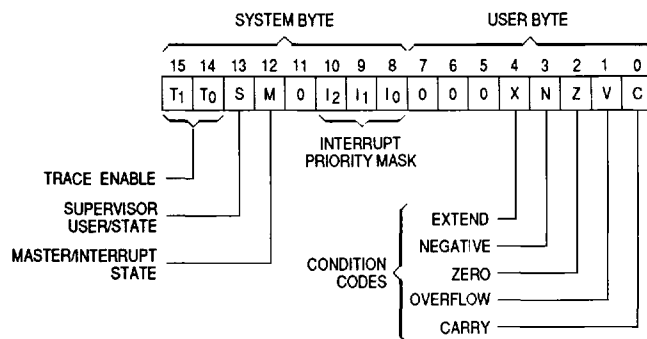 SYSTEM BYTE USER BYTE
15 14 13 12 11 10 9 8 7 6 5 4 3 2 1 0
T1 T0 S M 0 I2 I1 I0 0 0 0 X N Z V C
INTERRUPT
PRIORITY MASK
TRACE ENABLE
SUPERVISOR
USER/STATE
MASTER/INTERRUPT
STATE
CONDITION
CODES
EXTEND
NEGATIVE
ZERO
OVERFLOW
CARRY